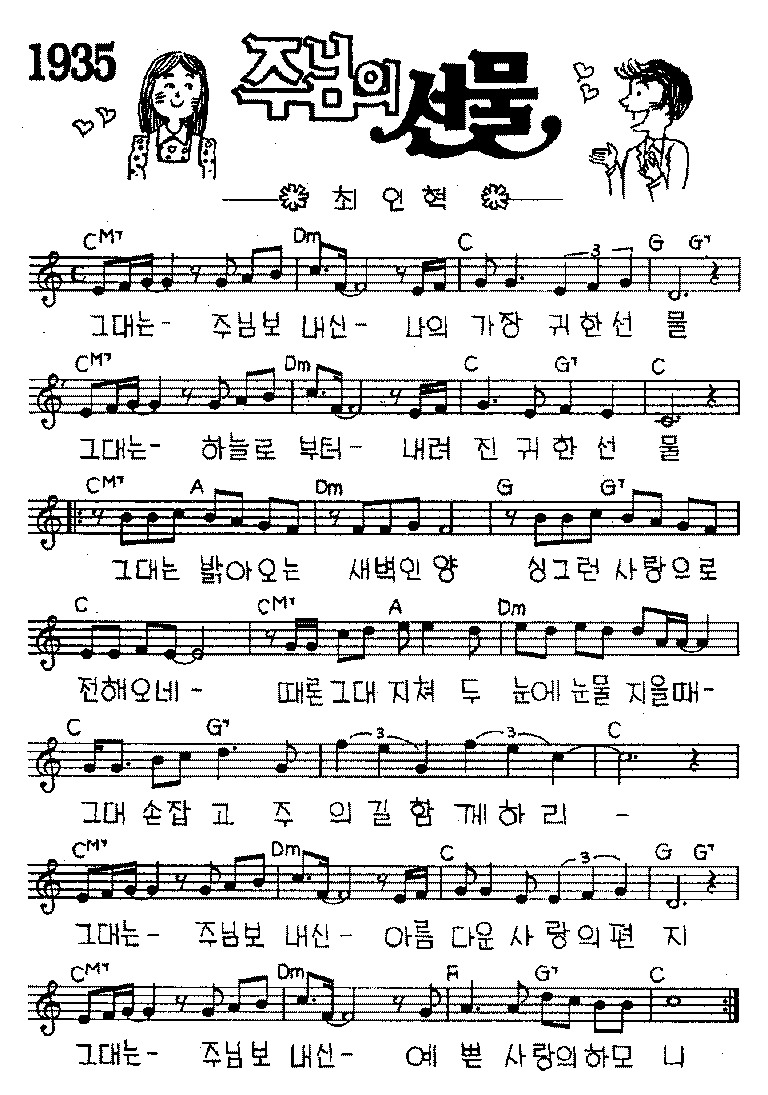 1935
주님의 선물
최인혁
CM7 Dm C G G7
3
그대는- 주님보 내신- 나의 가장 귀한선 물
CM7 Dm C G7 C
그대는- 하늘로 부터- 내려 진 귀 한 선 물
CM7 A Dm G G7
그대는 밝아오는 새벽인양 싱그런 사랑으로
C CM7 A Dm
전해오네- 때론그대 지쳐 두 눈에눈물 지을때-
C G7 C
3 3
그대 손잡 고 주 의길 함 께하 리 -
CM7 Dm C G G7
3
그대는- 주님보 내신- 아름 다운 사 랑의편 지
CM7 Dm F G7 C
그대는- 주님보 내신- 예 쁜 사랑의하모 니